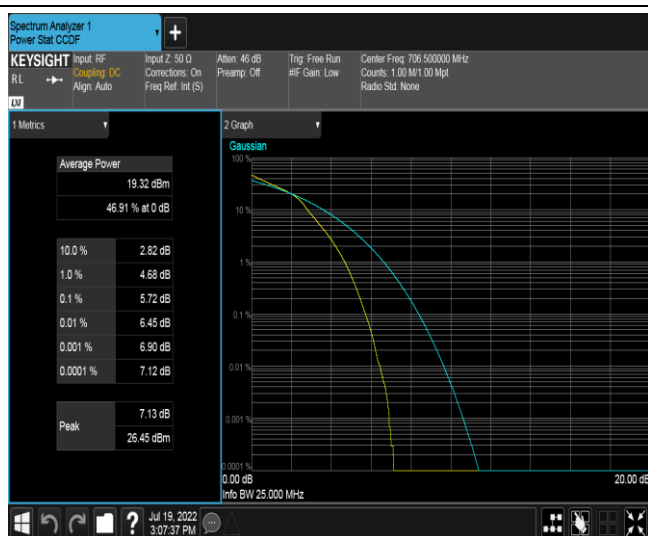 Spectrum Analyzer 1
Power Stat CCDF
+
KEYSIGHT Input: RF Input Z: 50 Ω Atten: 46 dB Trig: Free Run Center Freq: 706.500000 MHz
RL Coupling: DC Corrections: On Preamp: Off #IF Gain: Low Counts: 1.00 M/1.00 Mpt
Align: Auto Freq Ref: Int (S) Radio Std: None
LXI
1 Metrics
Average Power
19.32 dBm
46.91 % at 0 dB
10.0 % 2.82 dB
1.0 % 4.68 dB
0.1 % 5.72 dB
0.01 % 6.45 dB
0.001 % 6.90 dB
0.0001 % 7.12 dB
Peak 7.13 dB
26.45 dBm
2 Graph
Gaussian
100 %
10 %
1 %
0.1 %
0.01 %
0.001 %
0.0001 %
0.00 dB 20.00 dB
Info BW 25.000 MHz
? Jul 19, 2022
3:07:37 PM